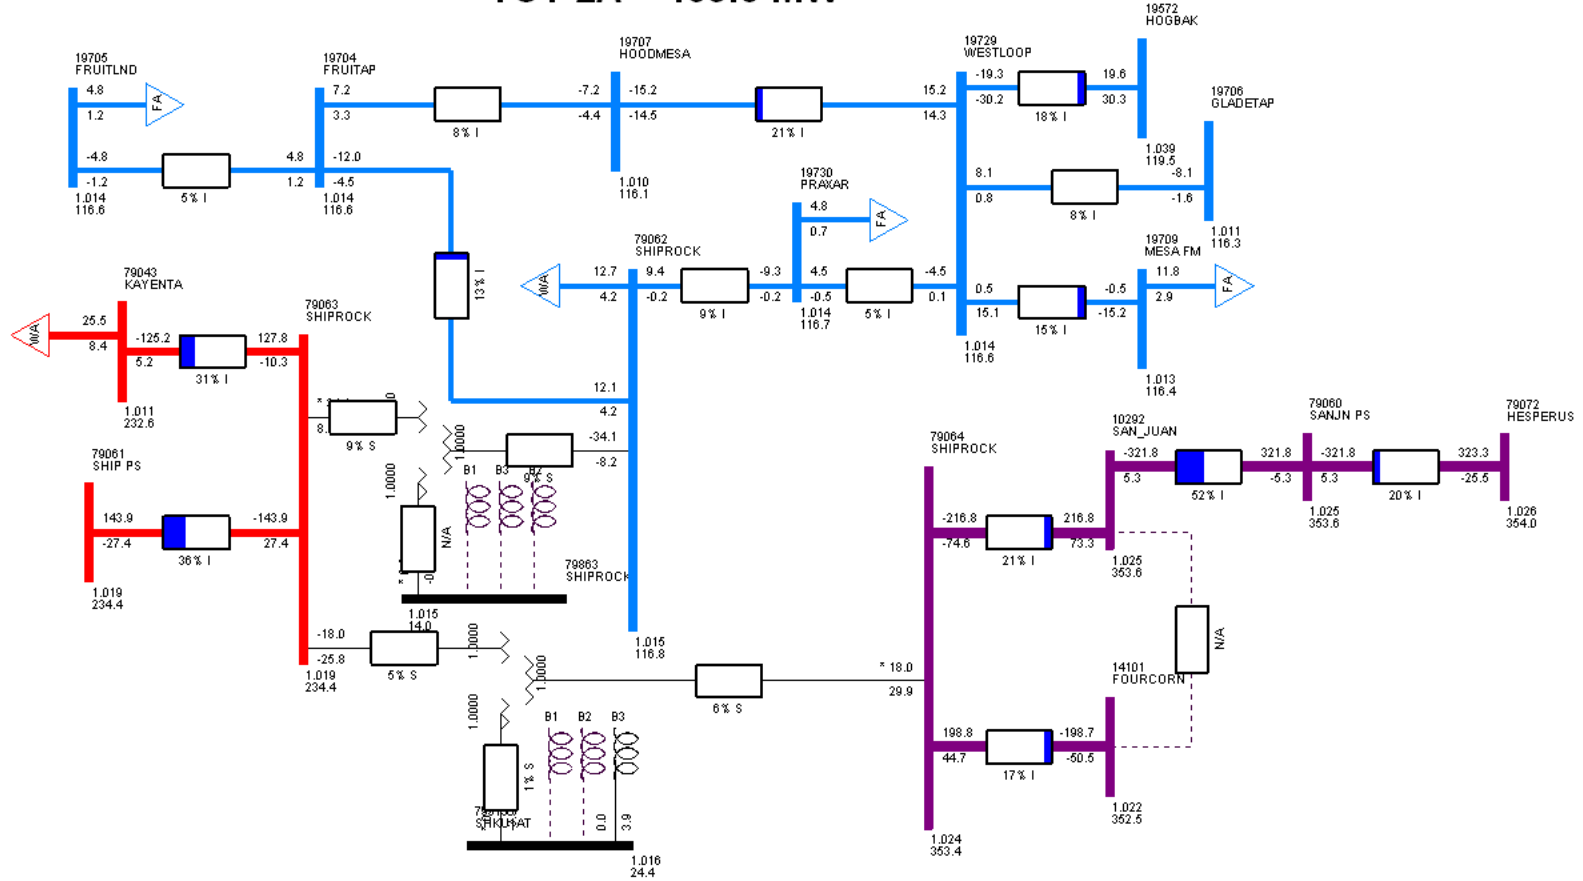 19705
FRUITLND
4.8
1.2
-4.8
-1.2
5% I
4.8
1.2
1.014
116.6
FA
19704
FRUITAP
7.2
3.3
-12.0
-4.5
1.014
116.6
8% I
-7.2
-4.4
19707
HOODMESA
-15.2
-14.5
1.010
116.1
21% I
15.2
14.3
19729
WESTLOOP
-19.3
-30.2
18% I
19.6
30.3
19572
HOGBAK
1.039
119.5
19706
GLADETAP
8.1
0.8
8% I
-8.1
-1.6
1.011
116.3
19709
MESA FM
0.5
15.1
15% I
-0.5
-15.2
11.8
2.9
FA
1.013
116.4
1.014
116.6
19730
PRAXAR
4.8
0.7
FA
-9.3
-0.2
4.5
-0.5
5% I
-4.5
0.1
1.014
116.7
79062
SHIPROCK
WA
12.7
4.2
9.4
-0.2
9% I
13% I
12.1
4.2
-34.1
-8.2
1.015
116.8
79043
KAYENTA
WA
25.5
8.4
-125.2
5.2
31% I
127.8
-10.3
1.011
232.6
79063
SHIPROCK
9% S
1.0000
9% S
1.0000
N/A
B1
B3
B2
79863
SHIPROCK
1.015
14.0
79061
SHIP PS
143.9
-27.4
36% I
-143.9
27.4
1.019
234.4
-18.0
-25.8
5% S
1.0000
1.019
234.4
1.0000
6% S
* 18.0
29.9
1.0000
1% S
B1
B2
B3
0.0
3.9
SHKUSAT
1.016
24.4
79064
SHIPROCK
-216.8
-74.6
21% I
216.8
73.3
198.8
44.7
17% I
-198.7
-50.5
1.024
353.4
10292
SAN_JUAN
-321.8
5.3
52% I
321.8
-5.3
1.025
353.6
79060
SANJN PS
-321.8
5.3
20% I
323.3
-25.5
1.025
353.6
79072
HESPERUS
1.026
354.0
N/A
14101
FOURCORN
1.022
352.5